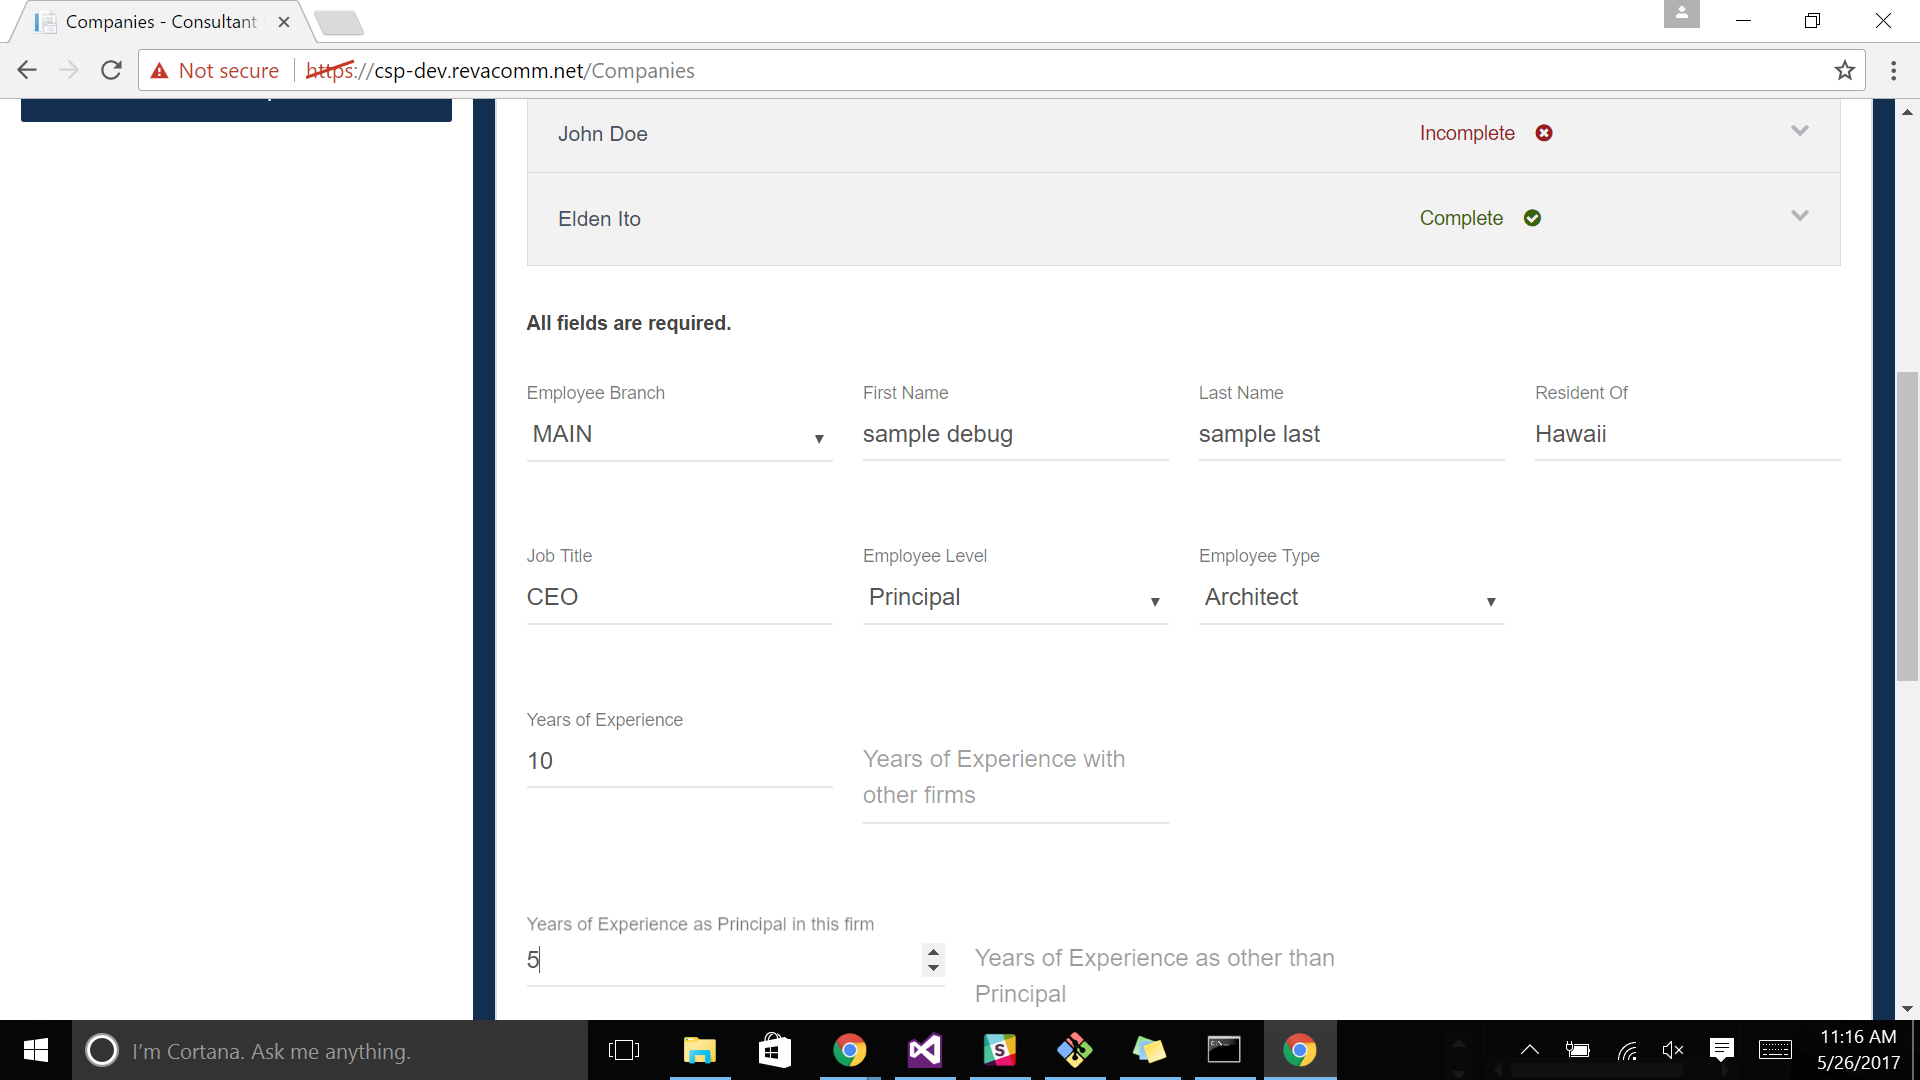 Companies - Consultant
Not secure https://csp-dev.revacomm.net/Companies
John Doe Incomplete
Elden Ito Complete
All fields are required.
Employee Branch First Name Last Name Resident Of
MAIN sample debug sample last Hawaii
Job Title Employee Level Employee Type
CEO Principal Architect
Years of Experience
10 Years of Experience with
other firms
Years of Experience as Principal in this firm
5 Years of Experience as other than
Principal
I'm Cortana. Ask me anything.
11:16 AM
5/26/2017